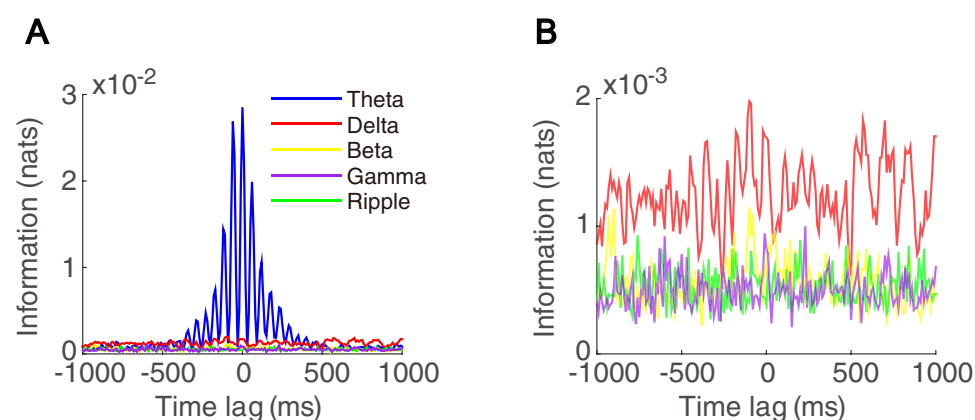 A
x10-2
3
2
1
0
Information (nats)
Theta
Delta
Beta
Gamma
Ripple
-1000 -500 0 500 1000
Time lag (ms)
B
x10-3
2
1
0
Information (nats)
-1000 -500 0 500 1000
Time lag (ms)